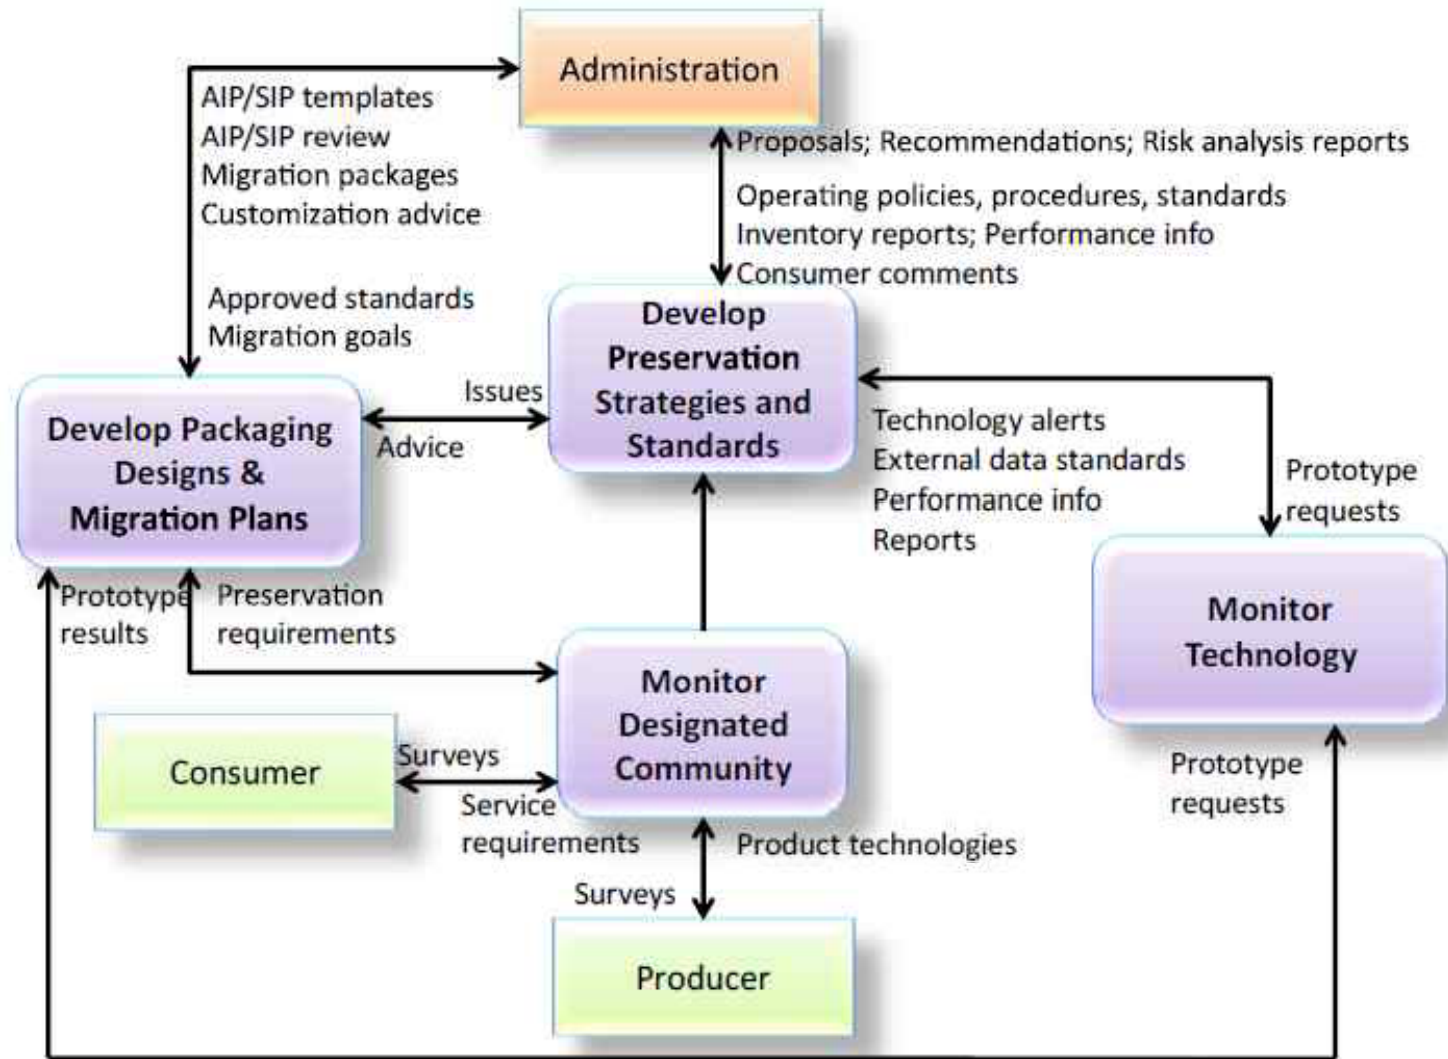 Administration
AIP/SIP templates
AIP/SIP review
Migration packages
Customization advice
Proposals; Recommendations; Risk analysis reports
Operating policies, procedures, standards
Inventory reports; Performance info
Consumer comments
Approved standards
Migration goals
Develop
Preservation
Strategies and
Standards
Issues
Advice
Develop Packaging
Designs &
Migration Plans
Technology alerts
External data standards
Performance info
Reports
Prototype
requests
Monitor
Technology
Prototype
results
Preservation
requirements
Monitor
Designated
Community
Consumer
Surveys
Service
requirements
Prototype
requests
Product technologies
Surveys
Producer